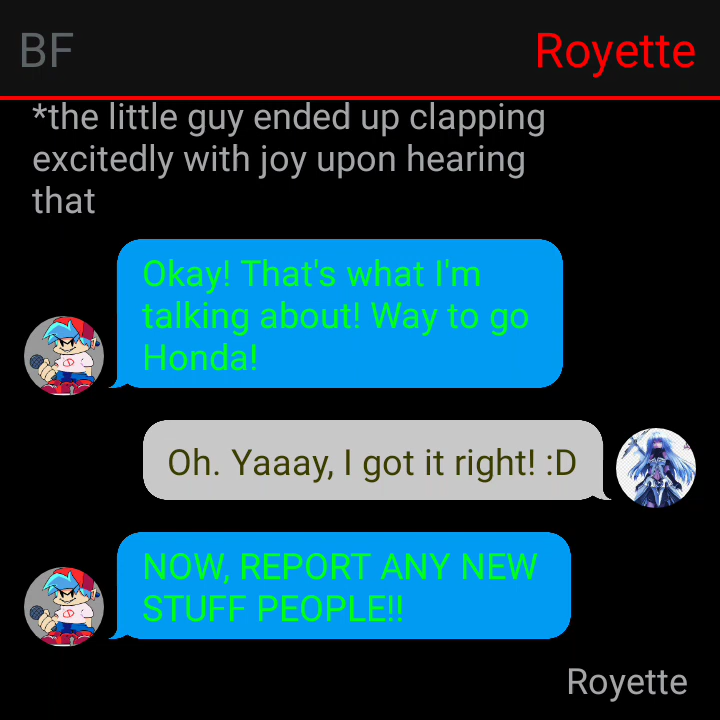 BF
Royette
*the little guy ended up clapping
excitedly with joy upon hearing
that
Okay! That's what I'm
talking about! Way to go
Honda!
Oh. Yaaay, I got it right! :D
NOW, REPORT ANY NEW
STUFF PEOPLE!!
Royette